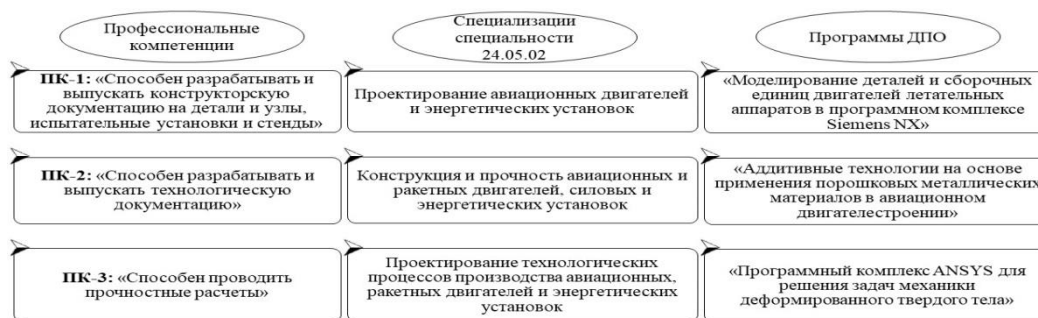 Профессиональные
компетенции
Специализации
специальности
24.05.02
Программы ДПО
ПК-1: «Способен разрабатывать и
выпускать конструкторскую
документацию на детали и узлы,
испытательные установки и стенды»
Проектирование авиационных двигателей
и энергетических установок
«Моделирование деталей и сборочных
единиц двигателей летательных
аппаратов в программном комплексе
Siemens NX»
ПК-2: «Способен разрабатывать и
выпускать технологическую
документацию»
Конструкция и прочность авиационных и
ракетных двигателей, силовых и
энергетических установок
«Аддитивные технологии на основе
применения порошковых металлических
материалов в авиационном
двигателестроении»
ПК-3: «Способен проводить
прочностные расчеты»
Проектирование технологических
процессов производства авиационных,
ракетных двигателей и энергетических
установок
«Программный комплекс ANSYS для
решения задач механики
деформированного твердого тела»